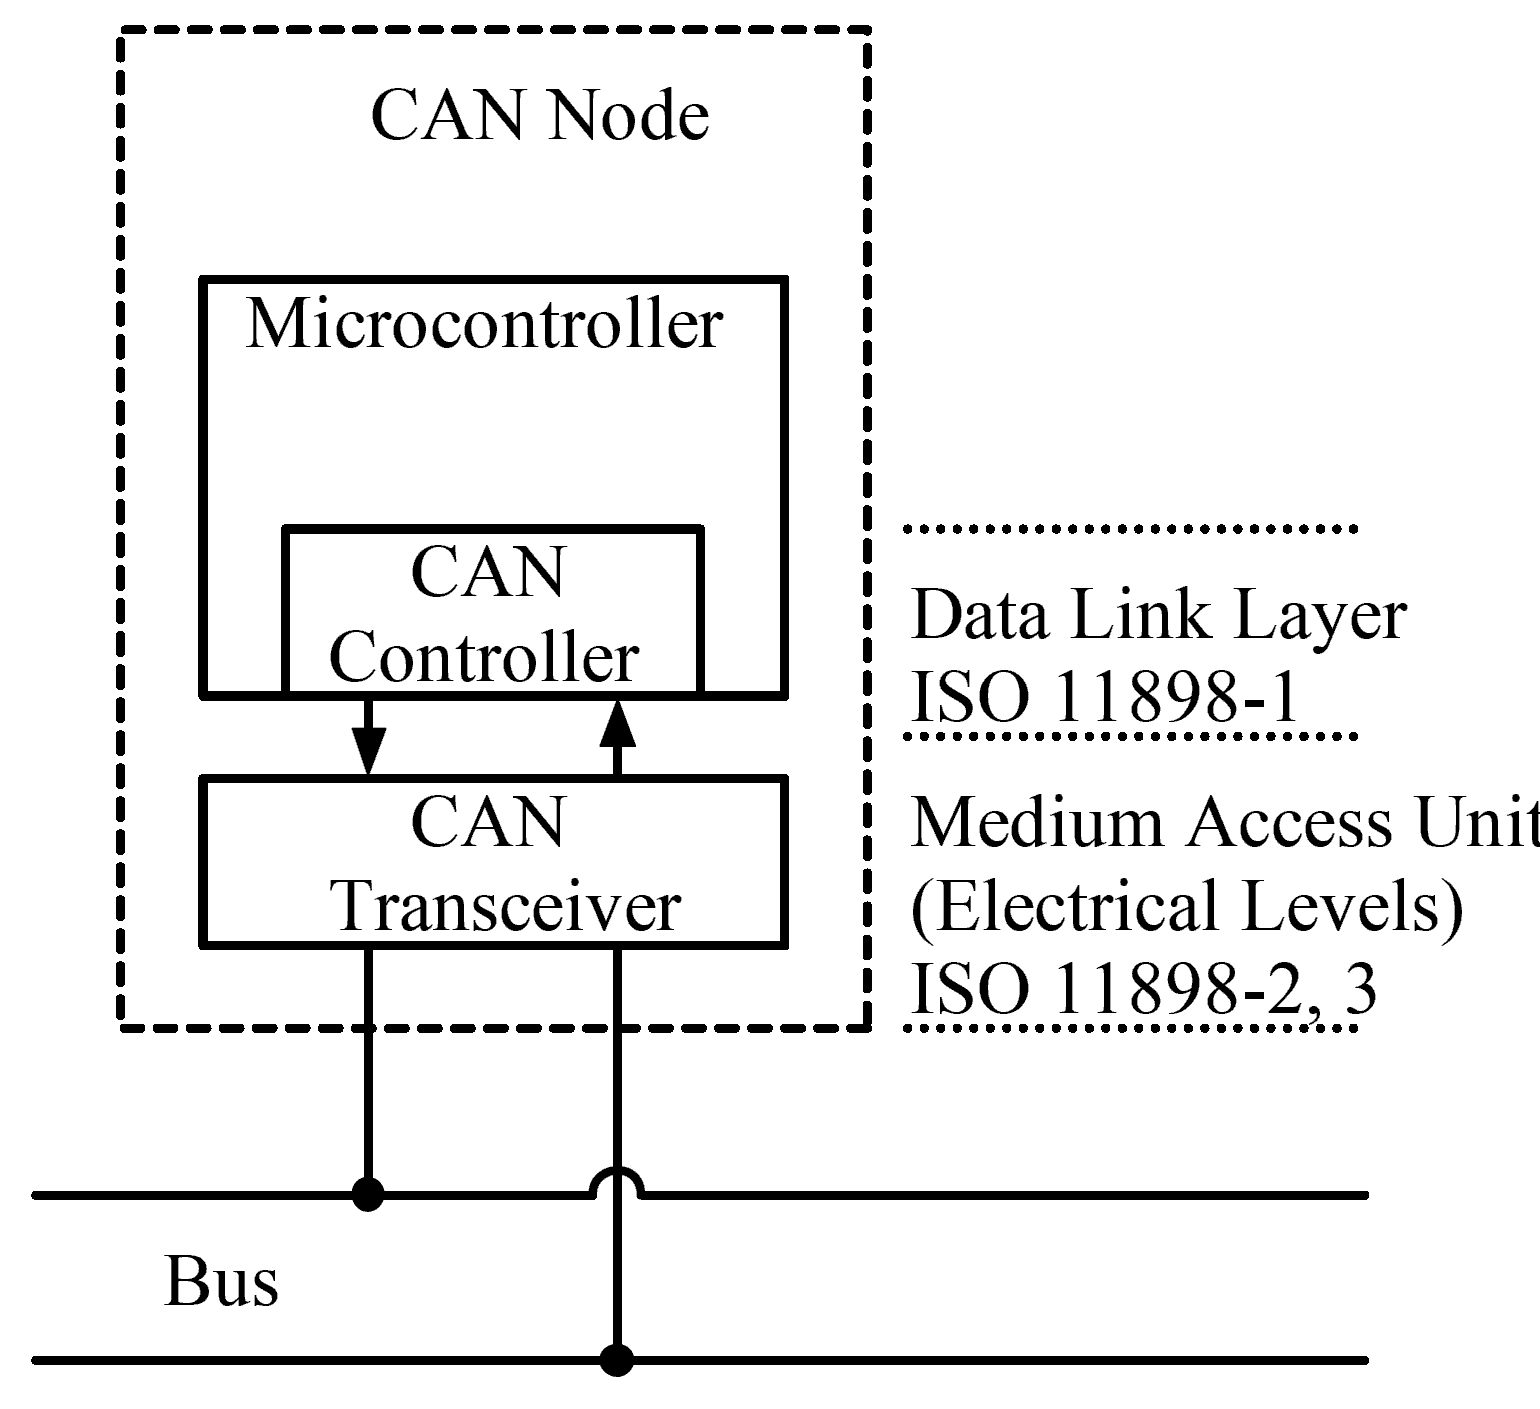 CAN Node
Microcontroller
CAN
Controller
Data Link Layer
ISO 11898-1
CAN
Transceiver
Medium Access Unit
(Electrical Levels)
ISO 11898-2, 3
Bus